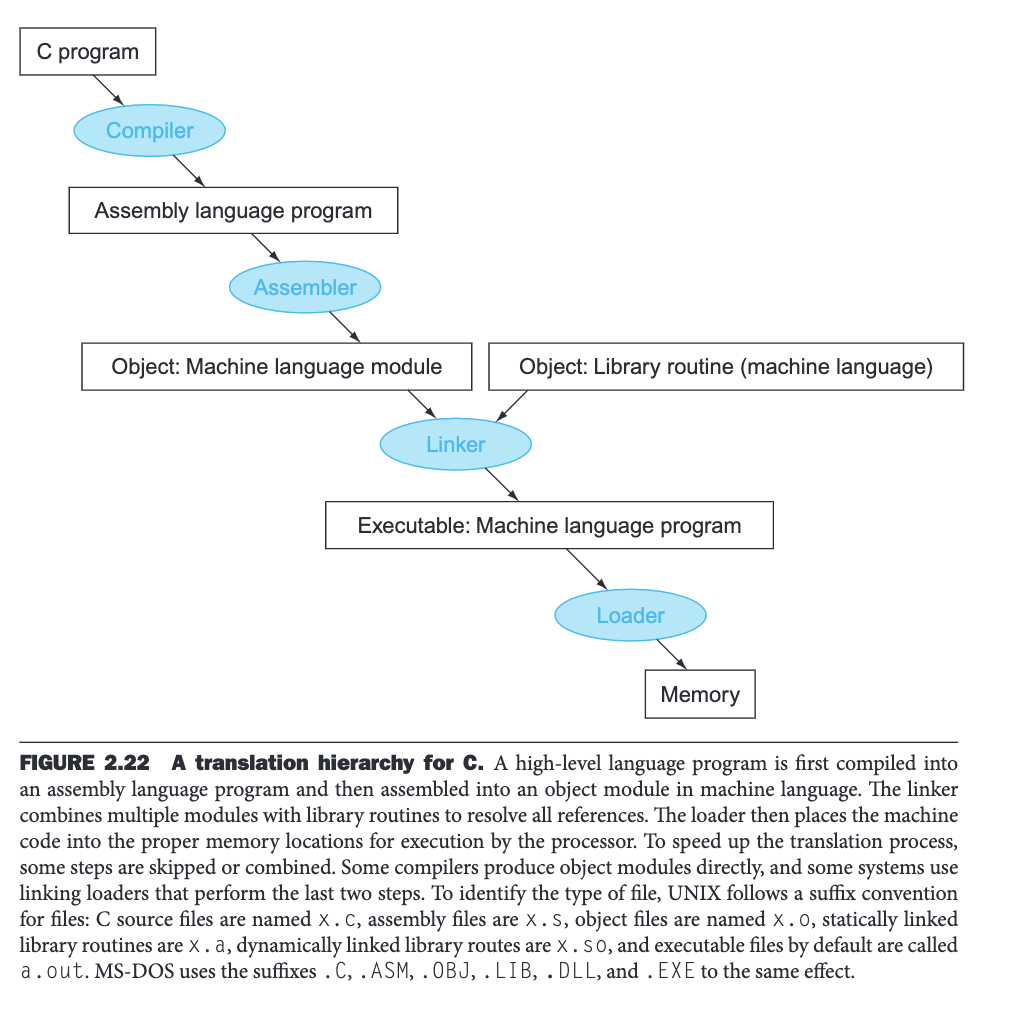 C program
Compiler
Assembly language program
Assembler
Object: Machine language module
Object: Library routine (machine language)
Linker
Executable: Machine language program
Loader
Memory
FIGURE 2.22 A translation hierarchy for C. A high-level language program is first compiled into
an assembly language program and then assembled into an object module in machine language. The linker
combines multiple modules with library routines to resolve all references. The loader then places the machine
code into the proper memory locations for execution by the processor. To speed up the translation process,
some steps are skipped or combined. Some compilers produce object modules directly, and some systems use
linking loaders that perform the last two steps. To identify the type of file, UNIX follows a suffix convention
for files: C source files are named x.c, assembly files are x.s, object files are named x.o, statically linked
library routines are x.a, dynamically linked library routes are x.so, and executable files by default are called
a.out. MS-DOS uses the suffixes .C, .ASM, .OBJ, .LIB, .DLL, and .EXE to the same effect.